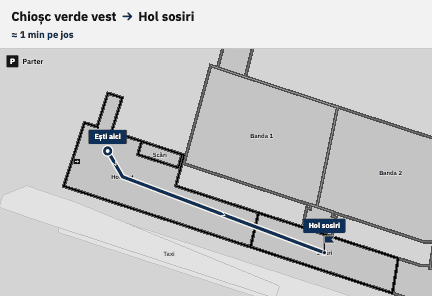 Chioșc verde vest → Hol sosiri
≈ 1 min pe jos
P Parter
Banda 1
Ești aici
Scări
Banda 2
Hol sosiri
Taxi